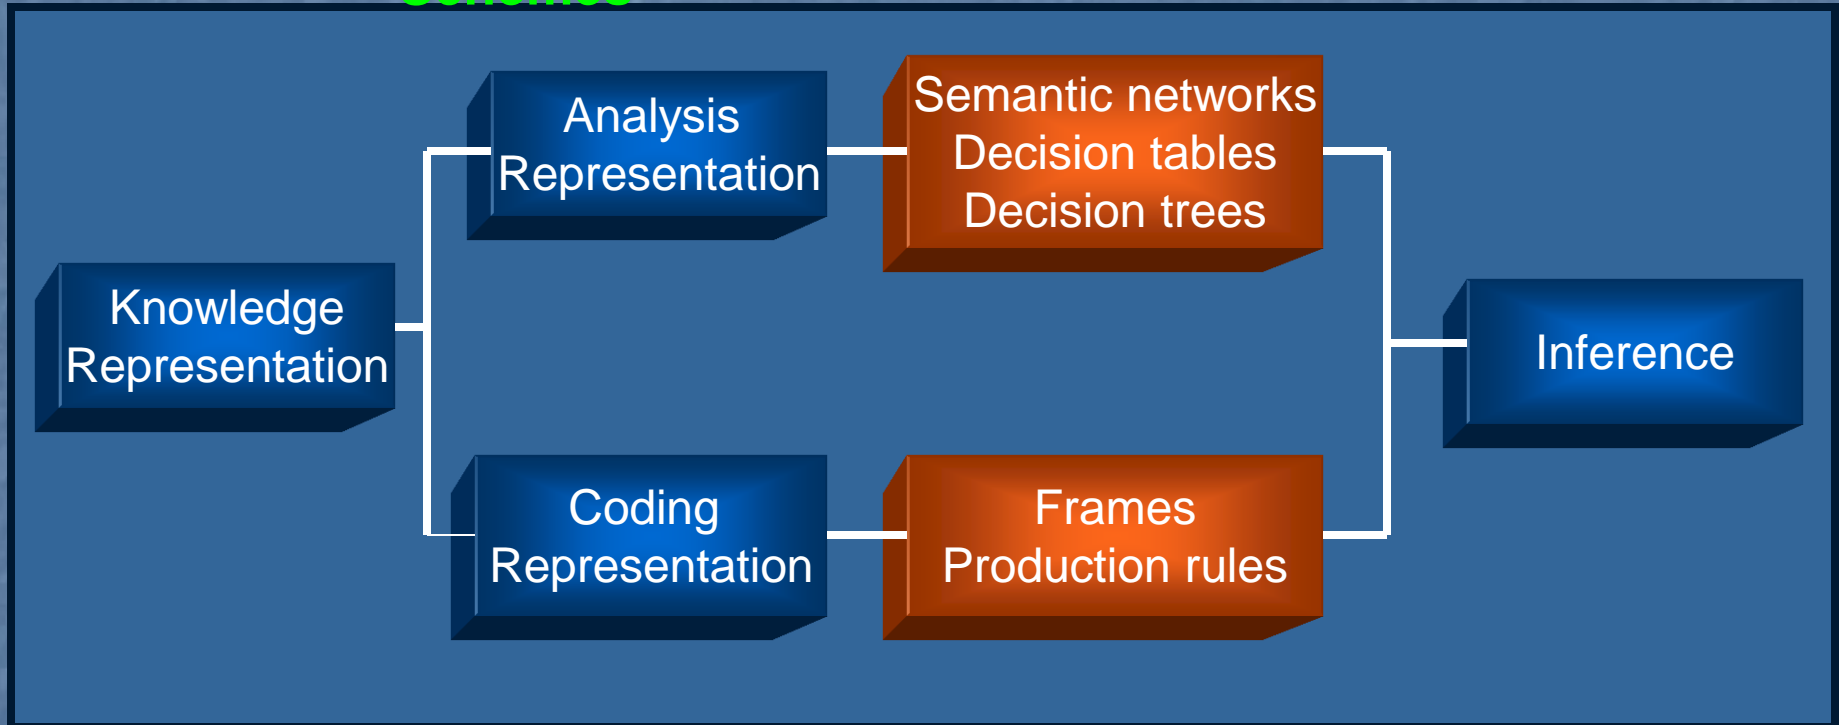 Knowledge
Representation
Analysis
Representation
Semantic networks
Decision tables
Decision trees
Coding
Representation
Frames
Production rules
Inference